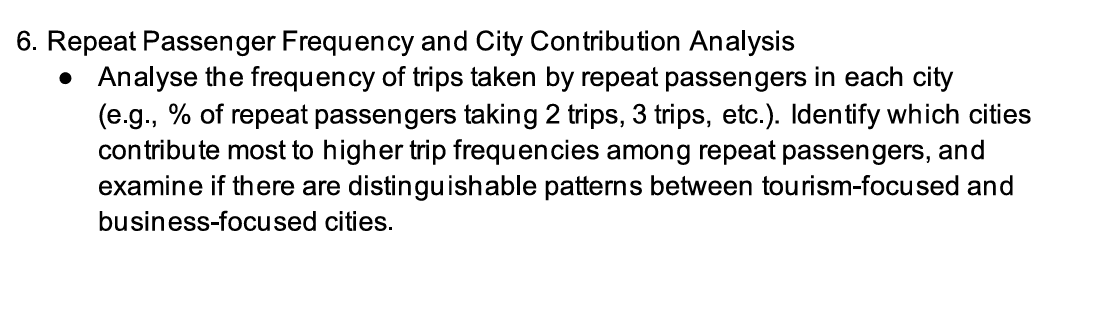 6. Repeat Passenger Frequency and City Contribution Analysis
● Analyse the frequency of trips taken by repeat passengers in each city
(e.g., % of repeat passengers taking 2 trips, 3 trips, etc.). Identify which cities
contribute most to higher trip frequencies among repeat passengers, and
examine if there are distinguishable patterns between tourism-focused and
business-focused cities.